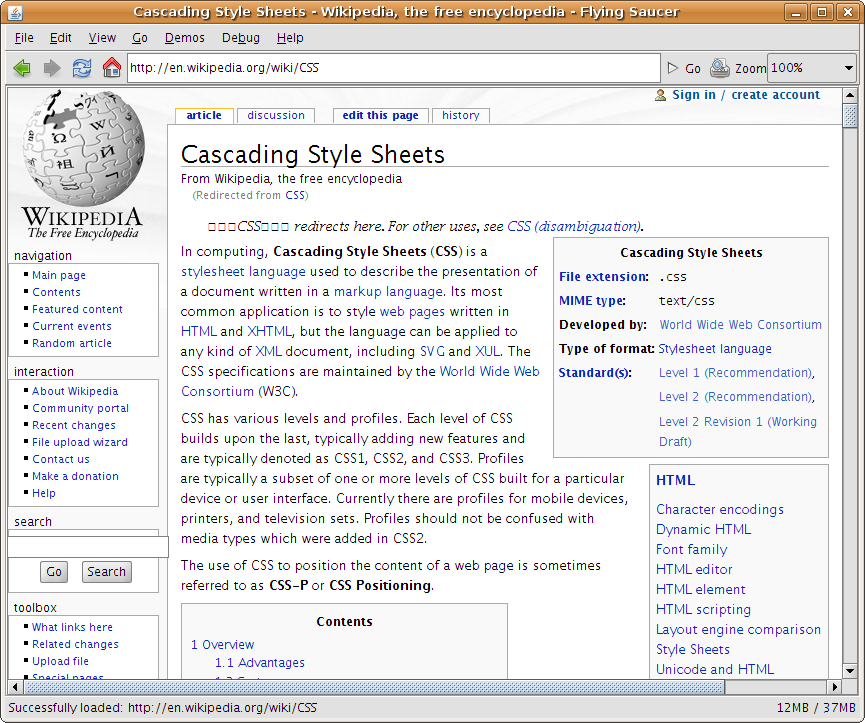 Cascading Style Sheets - Wikipedia, the free encyclopedia - Flying Saucer
File Edit View Go Demos Debug Help
http://en.wikipedia.org/wiki/CSS Go Zoom 100%
Sign in / create account
article discussion edit this page history
WIKIPEDIA
The Free Encyclopedia
navigation
Main page
Contents
Featured content
Current events
Random article
interaction
About Wikipedia
Community portal
Recent changes
File upload wizard
Contact us
Make a donation
Help
search
Go Search
toolbox
What links here
Related changes
Upload file
Special pages
Cascading Style Sheets
From Wikipedia, the free encyclopedia
(Redirected from CSS)
□□□CSS□□□ redirects here. For other uses, see CSS (disambiguation).
In computing, Cascading Style Sheets (CSS) is a
stylesheet language used to describe the presentation of
a document written in a markup language. Its most
common application is to style web pages written in
HTML and XHTML, but the language can be applied to
any kind of XML document, including SVG and XUL. The
CSS specifications are maintained by the World Wide Web
Consortium (W3C).
Cascading Style Sheets
File extension: .css
MIME type: text/css
Developed by: World Wide Web Consortium
Type of format: Stylesheet language
Standard(s): Level 1 (Recommendation),
Level 2 (Recommendation),
Level 2 Revision 1 (Working
Draft)
CSS has various levels and profiles. Each level of CSS
builds upon the last, typically adding new features and
are typically denoted as CSS1, CSS2, and CSS3. Profiles
are typically a subset of one or more levels of CSS built for a particular
device or user interface. Currently there are profiles for mobile devices,
printers, and television sets. Profiles should not be confused with
media types which were added in CSS2.
The use of CSS to position the content of a web page is sometimes
referred to as CSS-P or CSS Positioning.
HTML
Character encodings
Dynamic HTML
Font family
HTML editor
HTML element
HTML scripting
Layout engine comparison
Style Sheets
Unicode and HTML
Contents
1 Overview
1.1 Advantages
Successfully loaded: http://en.wikipedia.org/wiki/CSS 12MB / 37MB